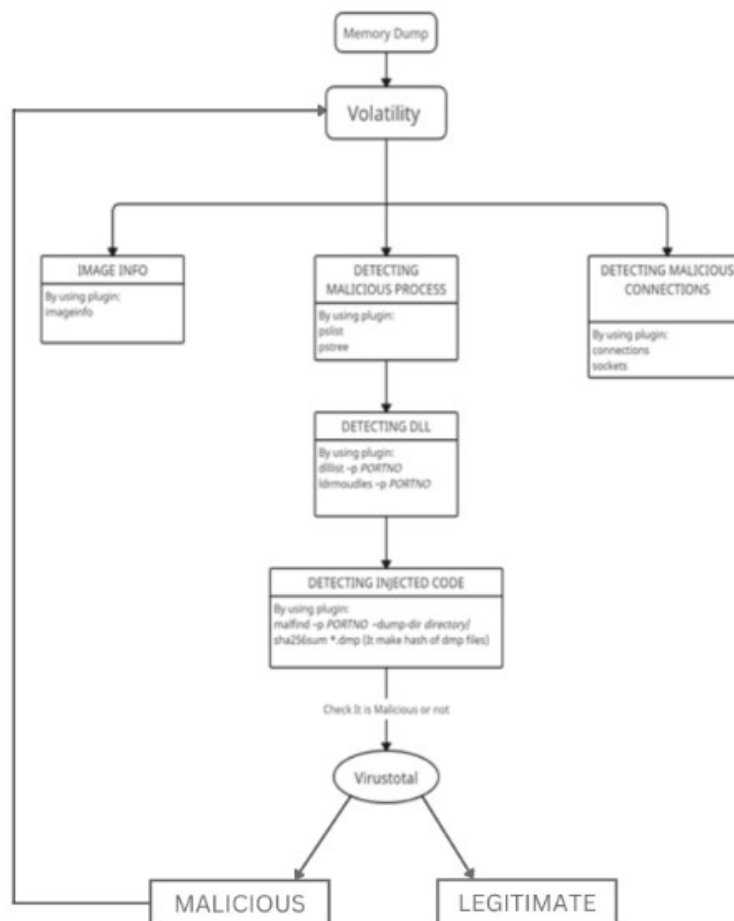 Memory Dump
Volatility
IMAGE INFO
By using plugin:
imageinfo
DETECTING
MALICIOUS PROCESS
By using plugin:
pslist
pstree
DETECTING MALICIOUS
CONNECTIONS
By using plugin:
connections
sockets
DETECTING DLL
By using plugin:
dlllist -p PORTNO
ldrmoudles -p PORTNO
DETECTING INJECTED CODE
By using plugin:
malfind -p PORTNO -dump-dir directory/
sha256sum *.dmp (It make hash of dmp files)
Check It is Malicious or not
Virustotal
MALICIOUS
LEGITIMATE